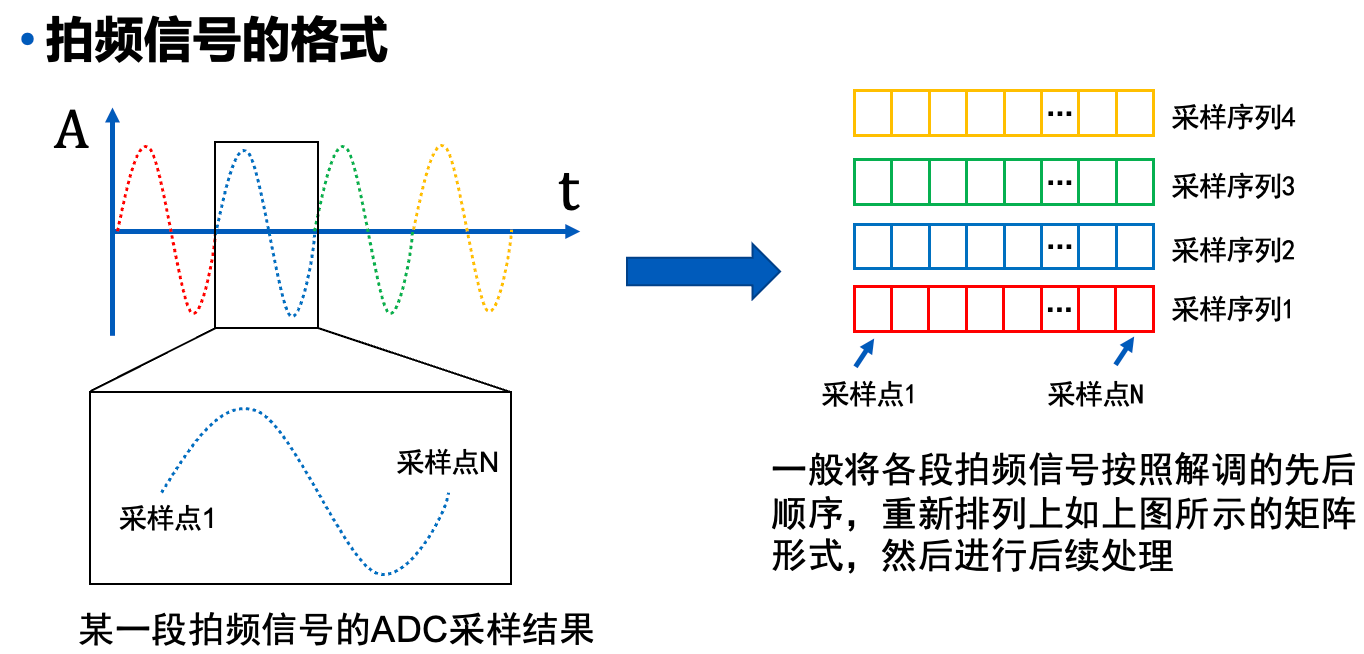 • 拍频信号的格式
A
t
采样点1
采样点N
某一段拍频信号的ADC采样结果
... 采样序列4
... 采样序列3
... 采样序列2
... 采样序列1
采样点1
采样点N
一般将各段拍频信号按照解调的先后
顺序，重新排列上如上图所示的矩阵
形式，然后进行后续处理